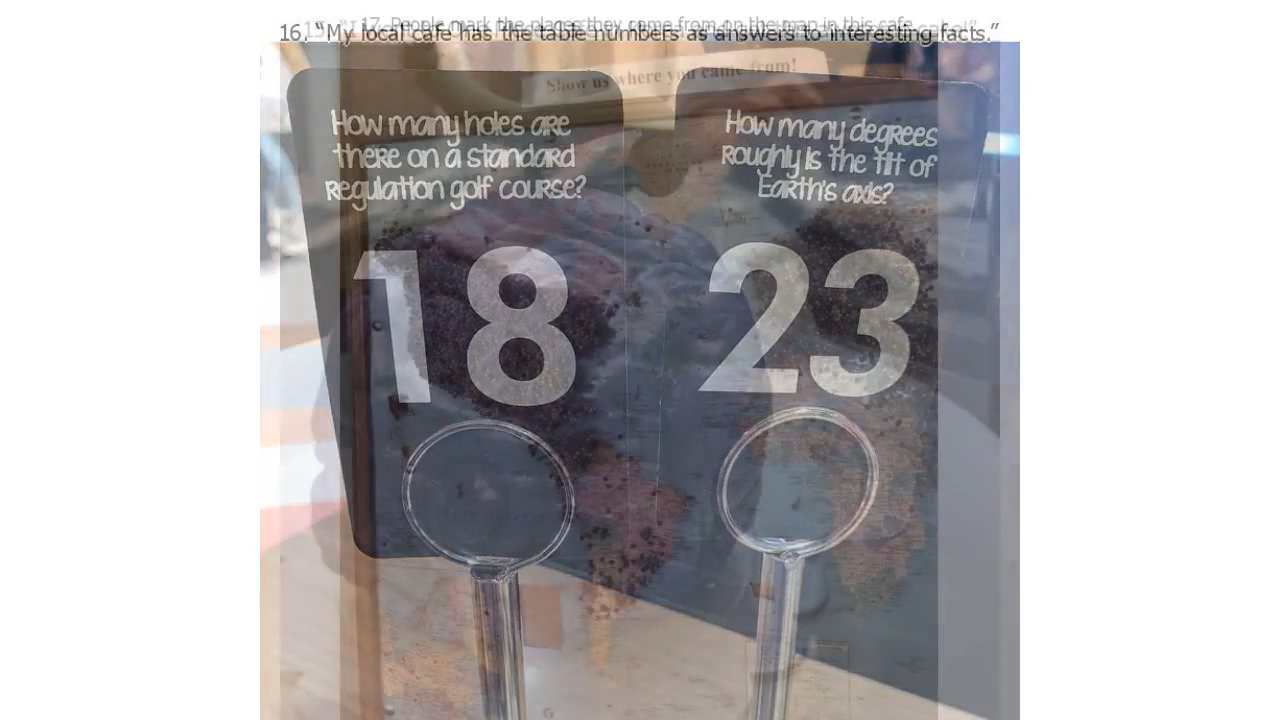 17. People mark the places they come from on the map in this cafe.
16. “My local cafe has the table numbers as answers to interesting facts.”
Show us where you came from!
How many holes are
there on a standard
regulation golf course?
18
How many degrees
roughly is the tilt of
Earth's axis?
23